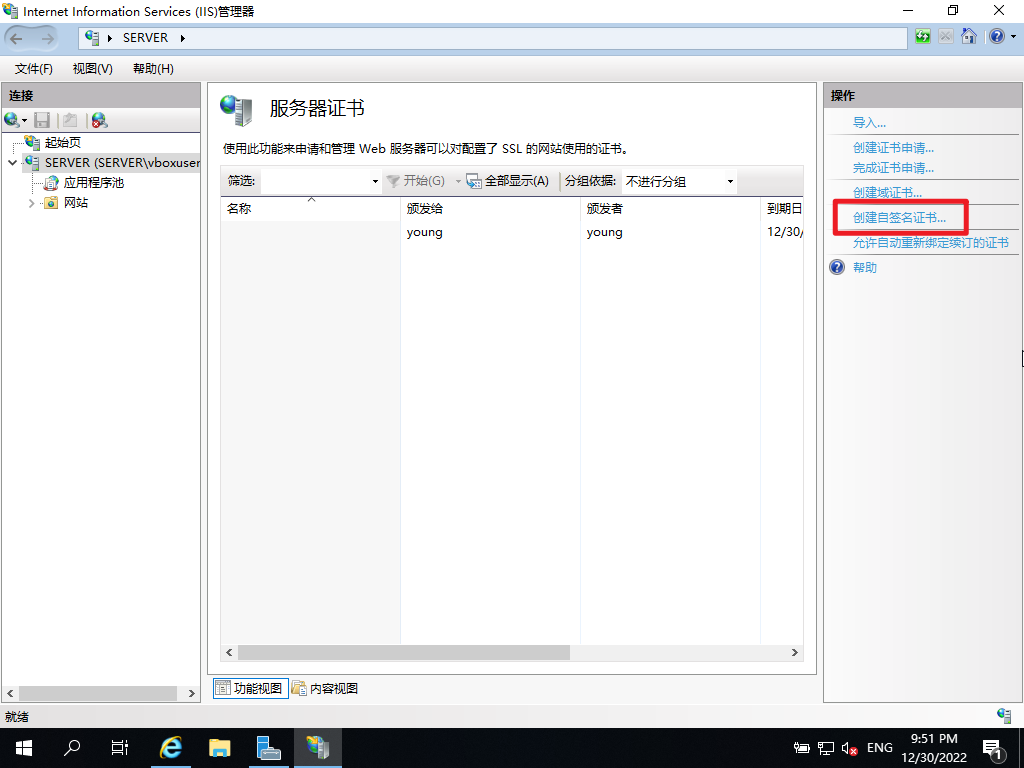 Internet Information Services (IIS)管理器
SERVER
文件(F) 视图(V) 帮助(H)
连接
起始页
SERVER (SERVER\vboxuser
应用程序池
网站
服务器证书
使用此功能来申请和管理 Web 服务器可以对配置了 SSL 的网站使用的证书。
筛选: 开始(G) 全部显示(A) 分组依据: 不进行分组
名称 颁发给 颁发者 到期日
young young 12/30/
功能视图 内容视图
操作
导入...
创建证书申请...
完成证书申请...
创建域证书...
创建自签名证书...
允许自动重新绑定续订的证书
帮助
就绪
ENG
9:51 PM
12/30/2022
1